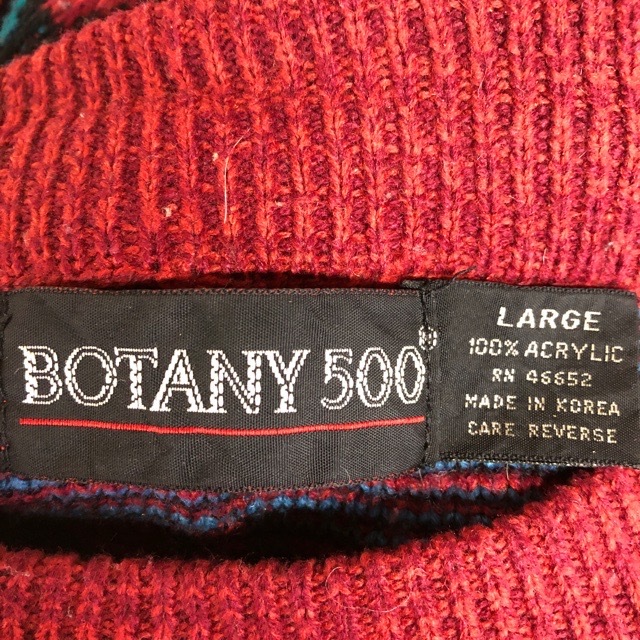 BOTANY 500®
LARGE
100% ACRYLIC
RN 46652
MADE IN KOREA
CARE REVERSE